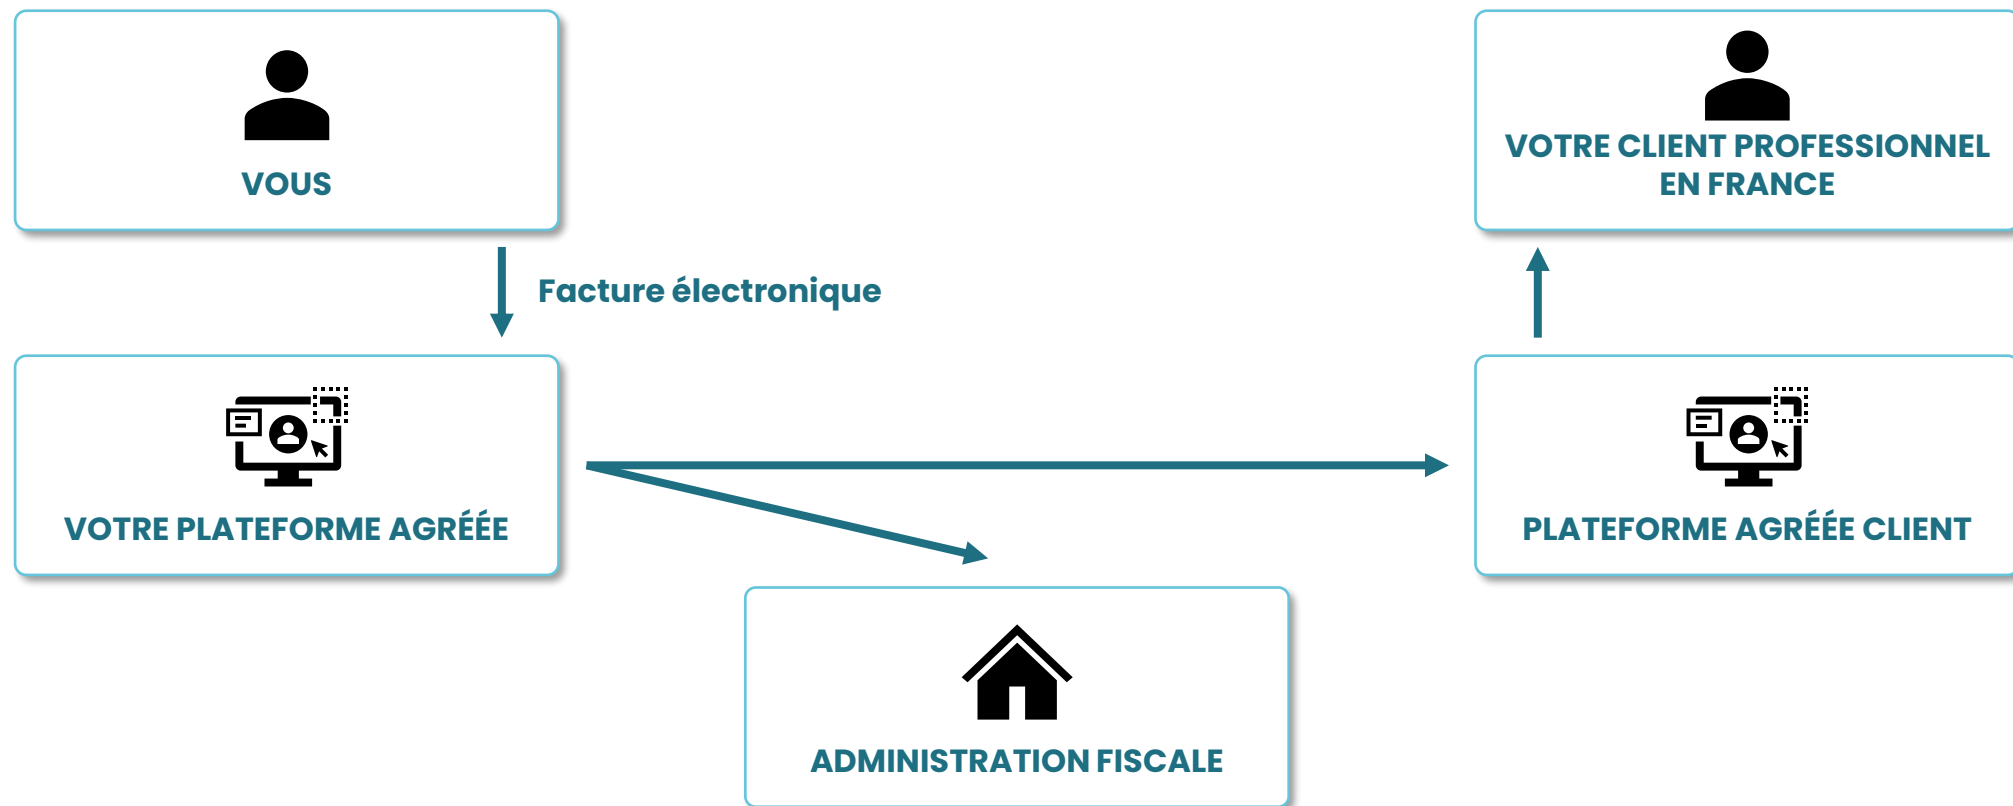 VOUS
VOTRE CLIENT PROFESSIONNEL
EN FRANCE
Facture électronique
VOTRE PLATEFORME AGRÉÉE
PLATEFORME AGRÉÉE CLIENT
ADMINISTRATION FISCALE